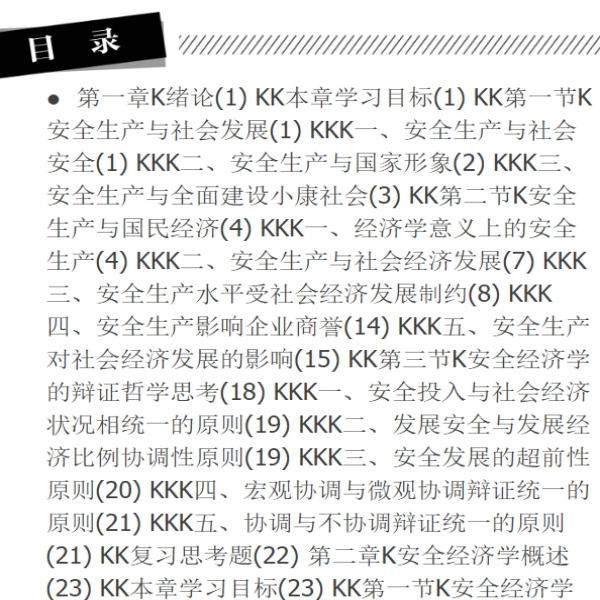 目 录
● 第一章K绪论(1) KK本章学习目标(1) KK第一节K
安全生产与社会发展(1) KKK一、安全生产与社会
安全(1) KKK二、安全生产与国家形象(2) KKK三、
安全生产与全面建设小康社会(3) KK第二节K安全
生产与国民经济(4) KKK一、经济学意义上的安全
生产(4) KKK二、安全生产与社会经济发展(7) KKK
三、安全生产水平受社会经济发展制约(8) KKK
四、安全生产影响企业商誉(14) KKK五、安全生产
对社会经济发展的影响(15) KK第三节K安全经济学
的辩证哲学思考(18) KKK一、安全投入与社会经济
状况相统一的原则(19) KKK二、发展安全与发展经
济比例协调性原则(19) KKK三、安全发展的超前性
原则(20) KKK四、宏观协调与微观协调辩证统一的
原则(21) KKK五、协调与不协调辩证统一的原则
(21) KK复习思考题(22) 第二章K安全经济学概述
(23) KK本章学习目标(23) KK第一节K安全经济学